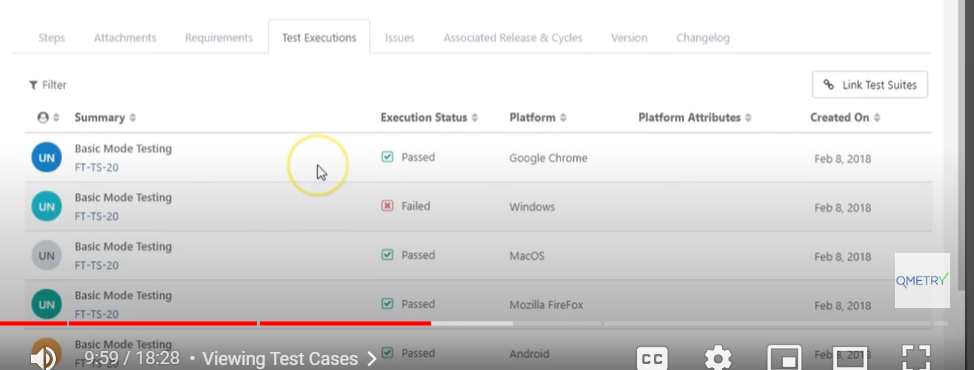 Steps Attachments Requirements Test Executions Issues Associated Release & Cycles Version Changelog
Filter Link Test Suites
Summary Execution Status Platform Platform Attributes Created On
UN Basic Mode Testing Passed Google Chrome Feb 8, 2018
FT-TS-20
UN Basic Mode Testing Failed Windows Feb 8, 2018
FT-TS-20
UN Basic Mode Testing Passed MacOS Feb 8, 2018
FT-TS-20
QMETRY
UN Basic Mode Testing Passed Mozilla FireFox Feb 8, 2018
FT-TS-20
Basic Mode Testing Passed Android Feb 8, 2018
9:59 / 18:28 • Viewing Test Cases CC